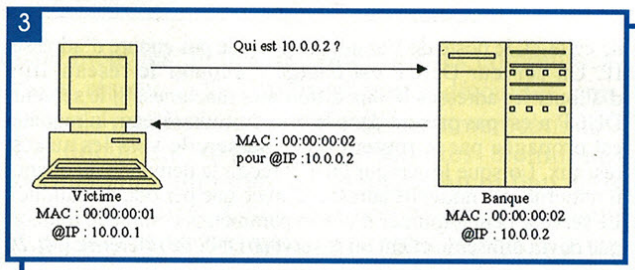 3
Qui est 10.0.0.2 ?
MAC : 00:00:00:02
pour @IP :10.0.0.2
Victime
MAC : 00:00:00:01
@IP : 10.0.0.1
Banque
MAC : 00:00:00:02
@IP : 10.0.0.2